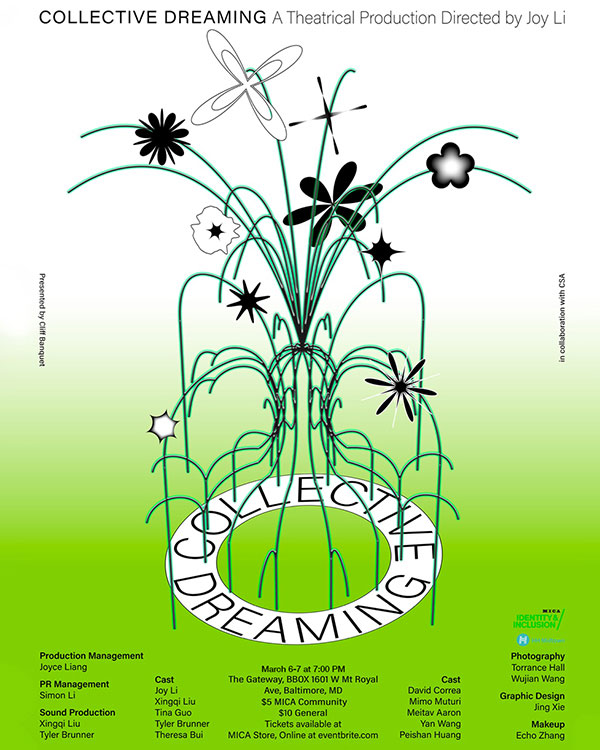 COLLECTIVE DREAMING A Theatrical Production Directed by Joy Li
Presented by Cliff Banquet
in collaboration with CSA
COLLECTIVE
DREAMING
MICA
IDENTITY&
INCLUSION
Production Management
Joyce Liang
PR Management
Simon Li
Sound Production
Xingqi Liu
Tyler Brunner
Cast
Joy Li
Xingqi Liu
Tina Guo
Tyler Brunner
Theresa Bui
March 6-7 at 7:00 PM
The Gateway, BBOX 1601 W Mt Royal
Ave, Baltimore, MD
$5 MICA Community
$10 General
Tickets available at
MICA Store, Online at eventbrite.com
Cast
David Correa
Mimo Muturi
Meitav Aaron
Yan Wang
Peishan Huang
Photography
Torrance Hall
Wujian Wang
Graphic Design
Jing Xie
Makeup
Echo Zhang